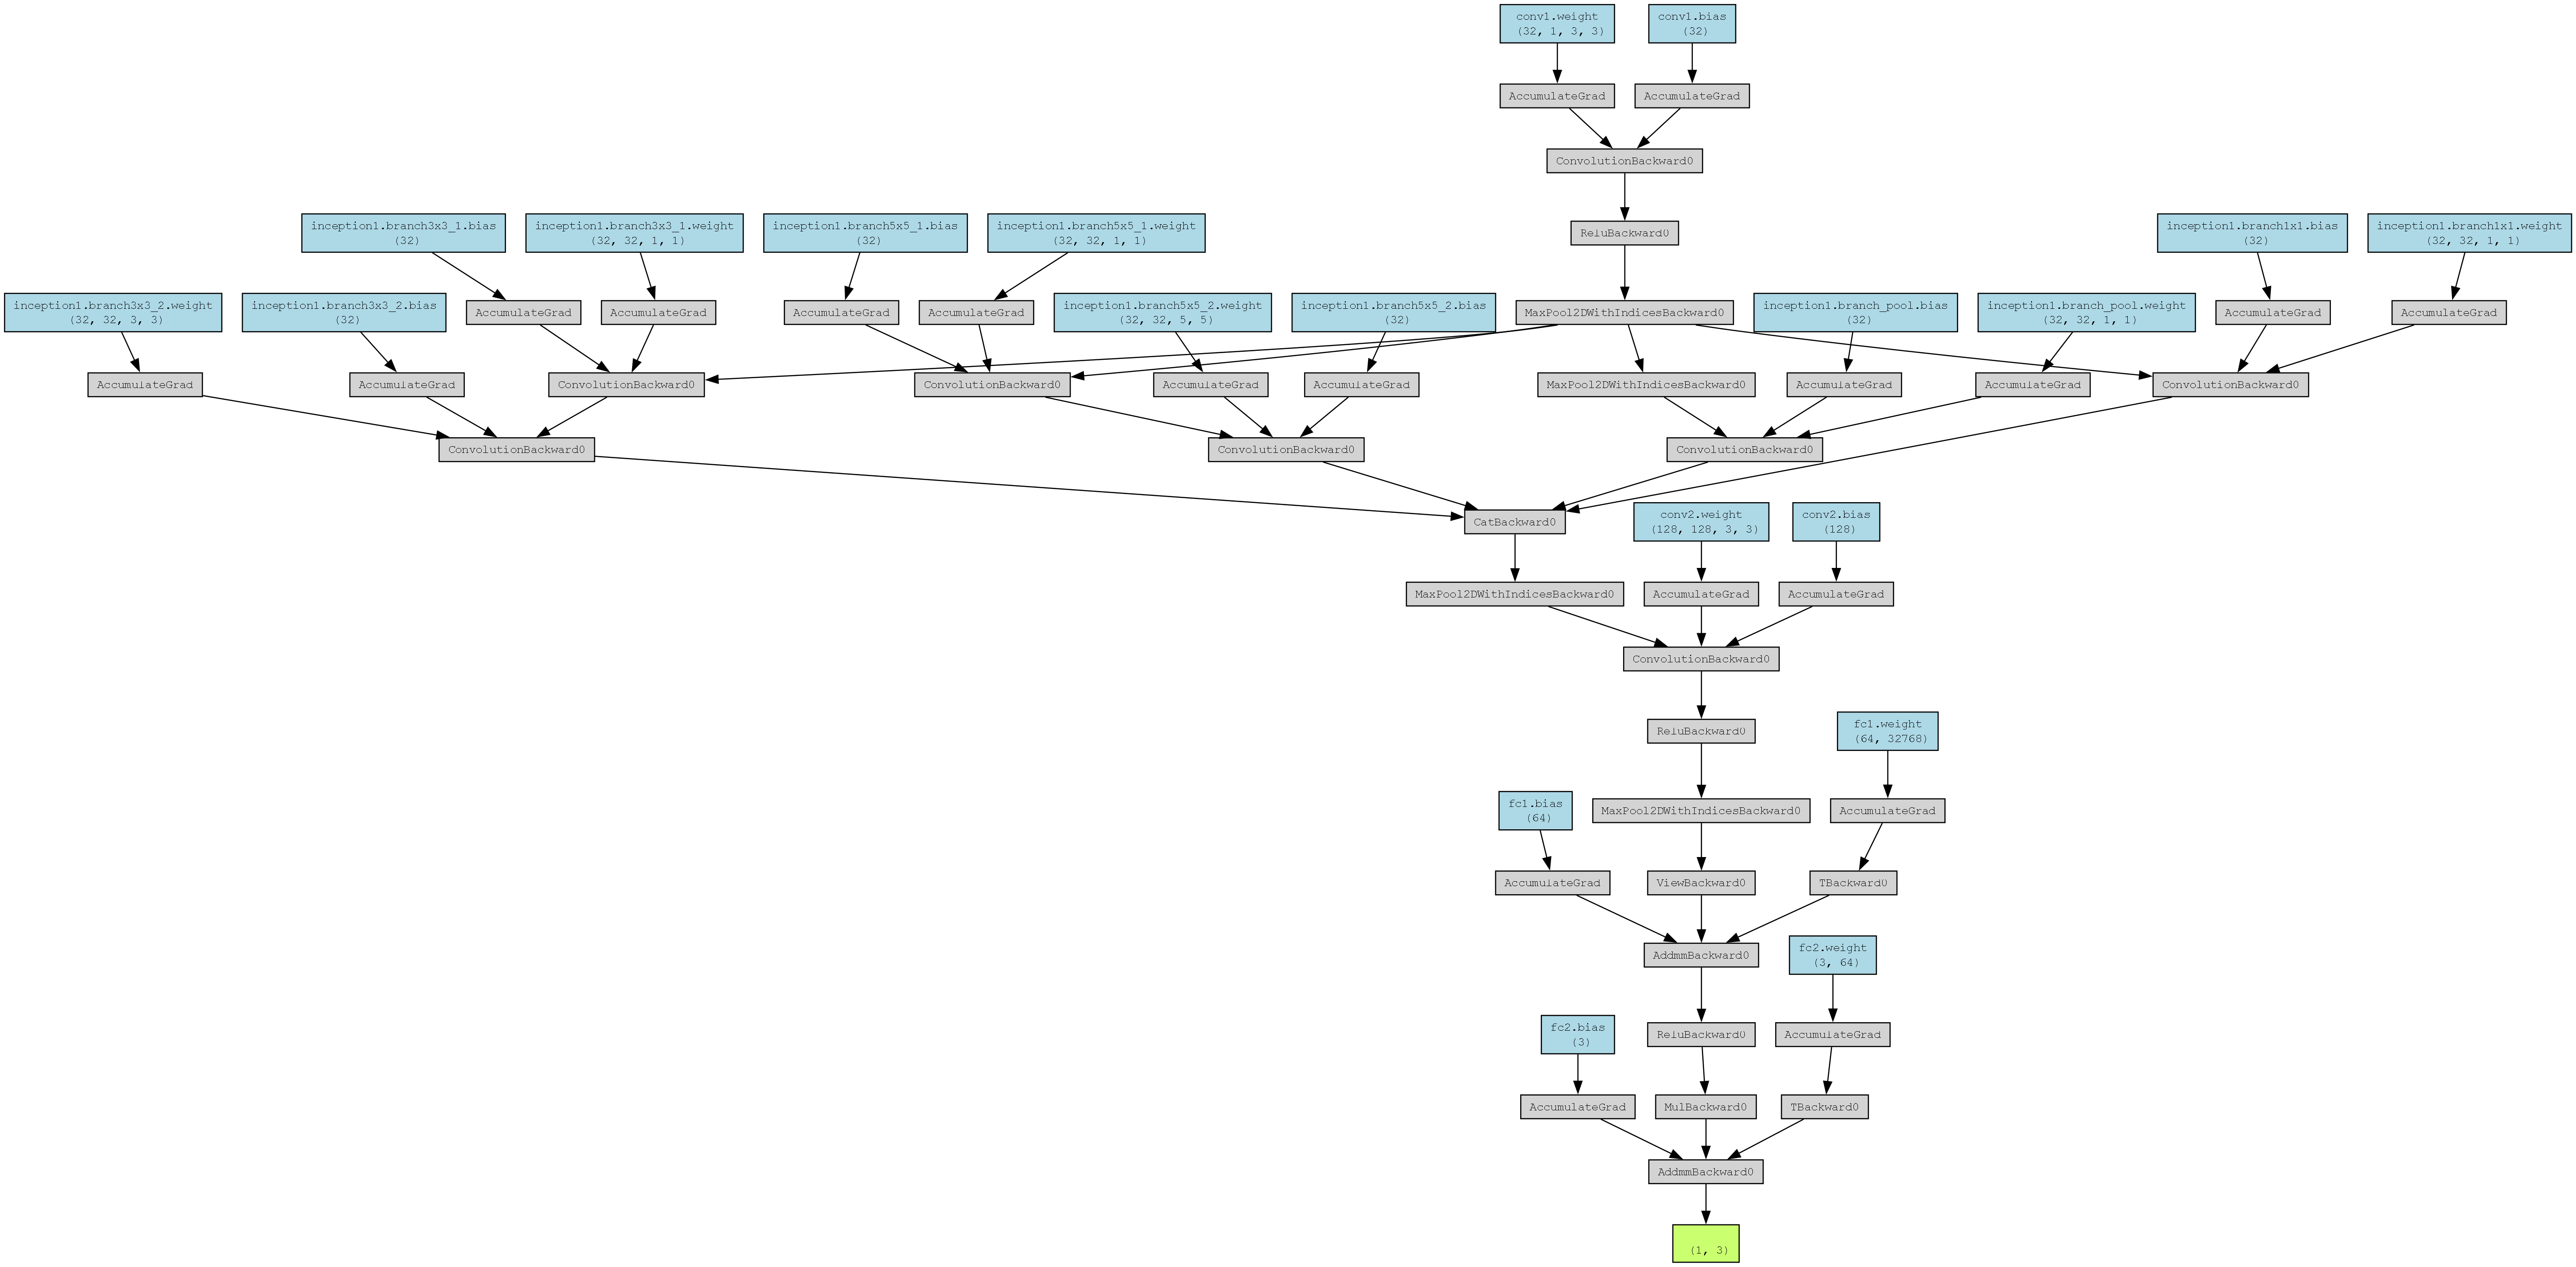 conv1.weight
(32, 1, 3, 3)
conv1.bias
(32)
AccumulateGrad
AccumulateGrad
ConvolutionBackward0
inception1.branch3x3_1.bias
(32)
inception1.branch3x3_1.weight
(32, 32, 1, 1)
inception1.branch5x5_1.bias
(32)
inception1.branch5x5_1.weight
(32, 32, 1, 1)
ReluBackward0
inception1.branch1x1.bias
(32)
inception1.branch1x1.weight
(32, 32, 1, 1)
inception1.branch3x3_2.weight
(32, 32, 3, 3)
inception1.branch3x3_2.bias
(32)
AccumulateGrad
AccumulateGrad
AccumulateGrad
AccumulateGrad
inception1.branch5x5_2.weight
(32, 32, 5, 5)
inception1.branch5x5_2.bias
(32)
MaxPool2DWithIndicesBackward0
inception1.branch_pool.bias
(32)
inception1.branch_pool.weight
(32, 32, 1, 1)
AccumulateGrad
AccumulateGrad
AccumulateGrad
AccumulateGrad
ConvolutionBackward0
ConvolutionBackward0
AccumulateGrad
AccumulateGrad
MaxPool2DWithIndicesBackward0
AccumulateGrad
AccumulateGrad
ConvolutionBackward0
ConvolutionBackward0
ConvolutionBackward0
ConvolutionBackward0
CatBackward0
conv2.weight
(128, 128, 3, 3)
conv2.bias
(128)
MaxPool2DWithIndicesBackward0
AccumulateGrad
AccumulateGrad
ConvolutionBackward0
ReluBackward0
fc1.weight
(64, 32768)
fc1.bias
(64)
MaxPool2DWithIndicesBackward0
AccumulateGrad
AccumulateGrad
ViewBackward0
TBackward0
AddmmBackward0
fc2.weight
(3, 64)
fc2.bias
(3)
ReluBackward0
AccumulateGrad
AccumulateGrad
MulBackward0
TBackward0
AddmmBackward0
(1, 3)